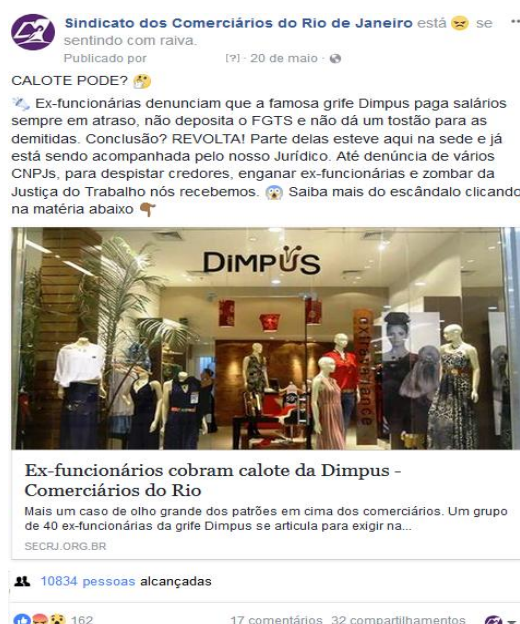 Sindicato dos Comerciários do Rio de Janeiro está se
sentindo com raiva.
Publicado por [?] · 20 de maio ·
CALOTE PODE?
Ex-funcionárias denunciam que a famosa grife Dimpus paga salários
sempre em atraso, não deposita o FGTS e não dá um tostão para as
demitidas. Conclusão? REVOLTA! Parte delas esteve aqui na sede e já
está sendo acompanhada pelo nosso Jurídico. Até denúncia de vários
CNPJs, para despistar credores, enganar ex-funcionárias e zombar da
Justiça do Trabalho nós recebemos. Saiba mais do escândalo clicando
na matéria abaixo
DIMPUS
experience
Ex-funcionários cobram calote da Dimpus -
Comerciários do Rio
Mais um caso de olho grande dos patrões em cima dos comerciários. Um grupo
de 40 ex-funcionárias da grife Dimpus se articula para exigir na...
SECRJ.ORG.BR
10834 pessoas alcançadas
162 17 comentários 32 compartilhamentos